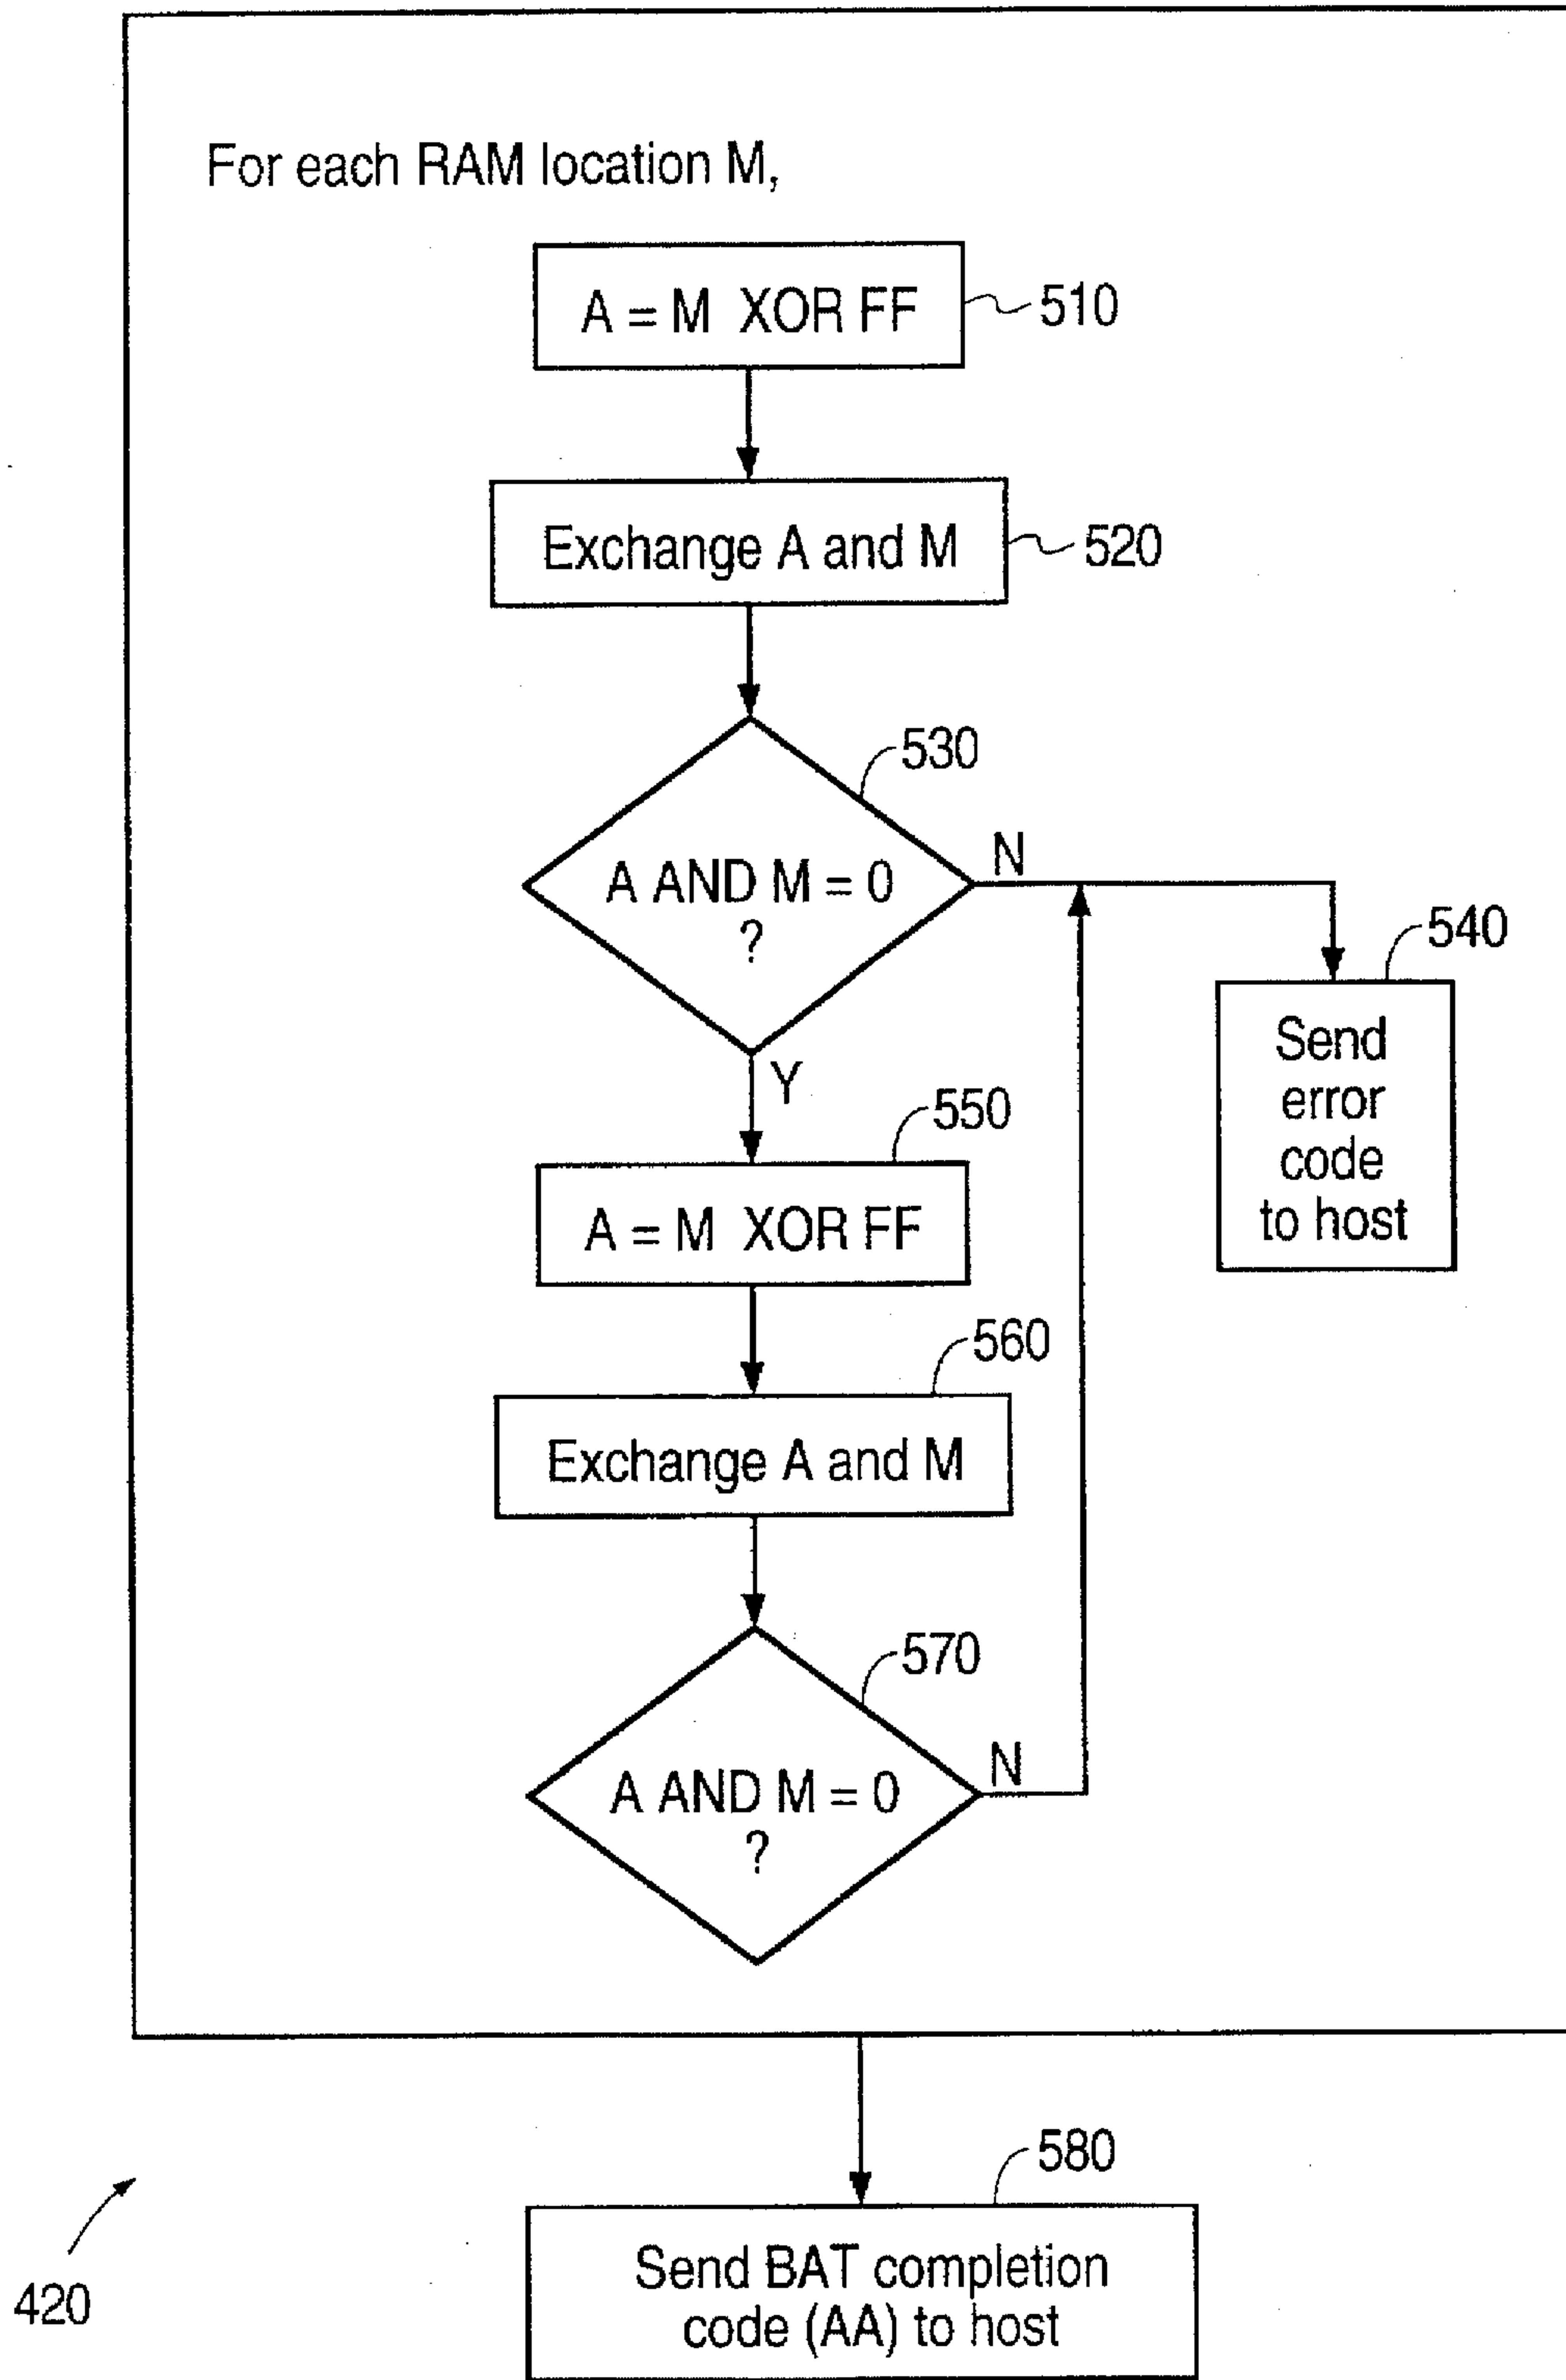 For each RAM location M,
A = M XOR FF
510
Exchange A and M
520
530
A AND M = 0
?
N
540
Send
error
code
to host
Y
550
A = M XOR FF
560
Exchange A and M
570
A AND M = 0
?
N
580
Send BAT completion
code (AA) to host
420